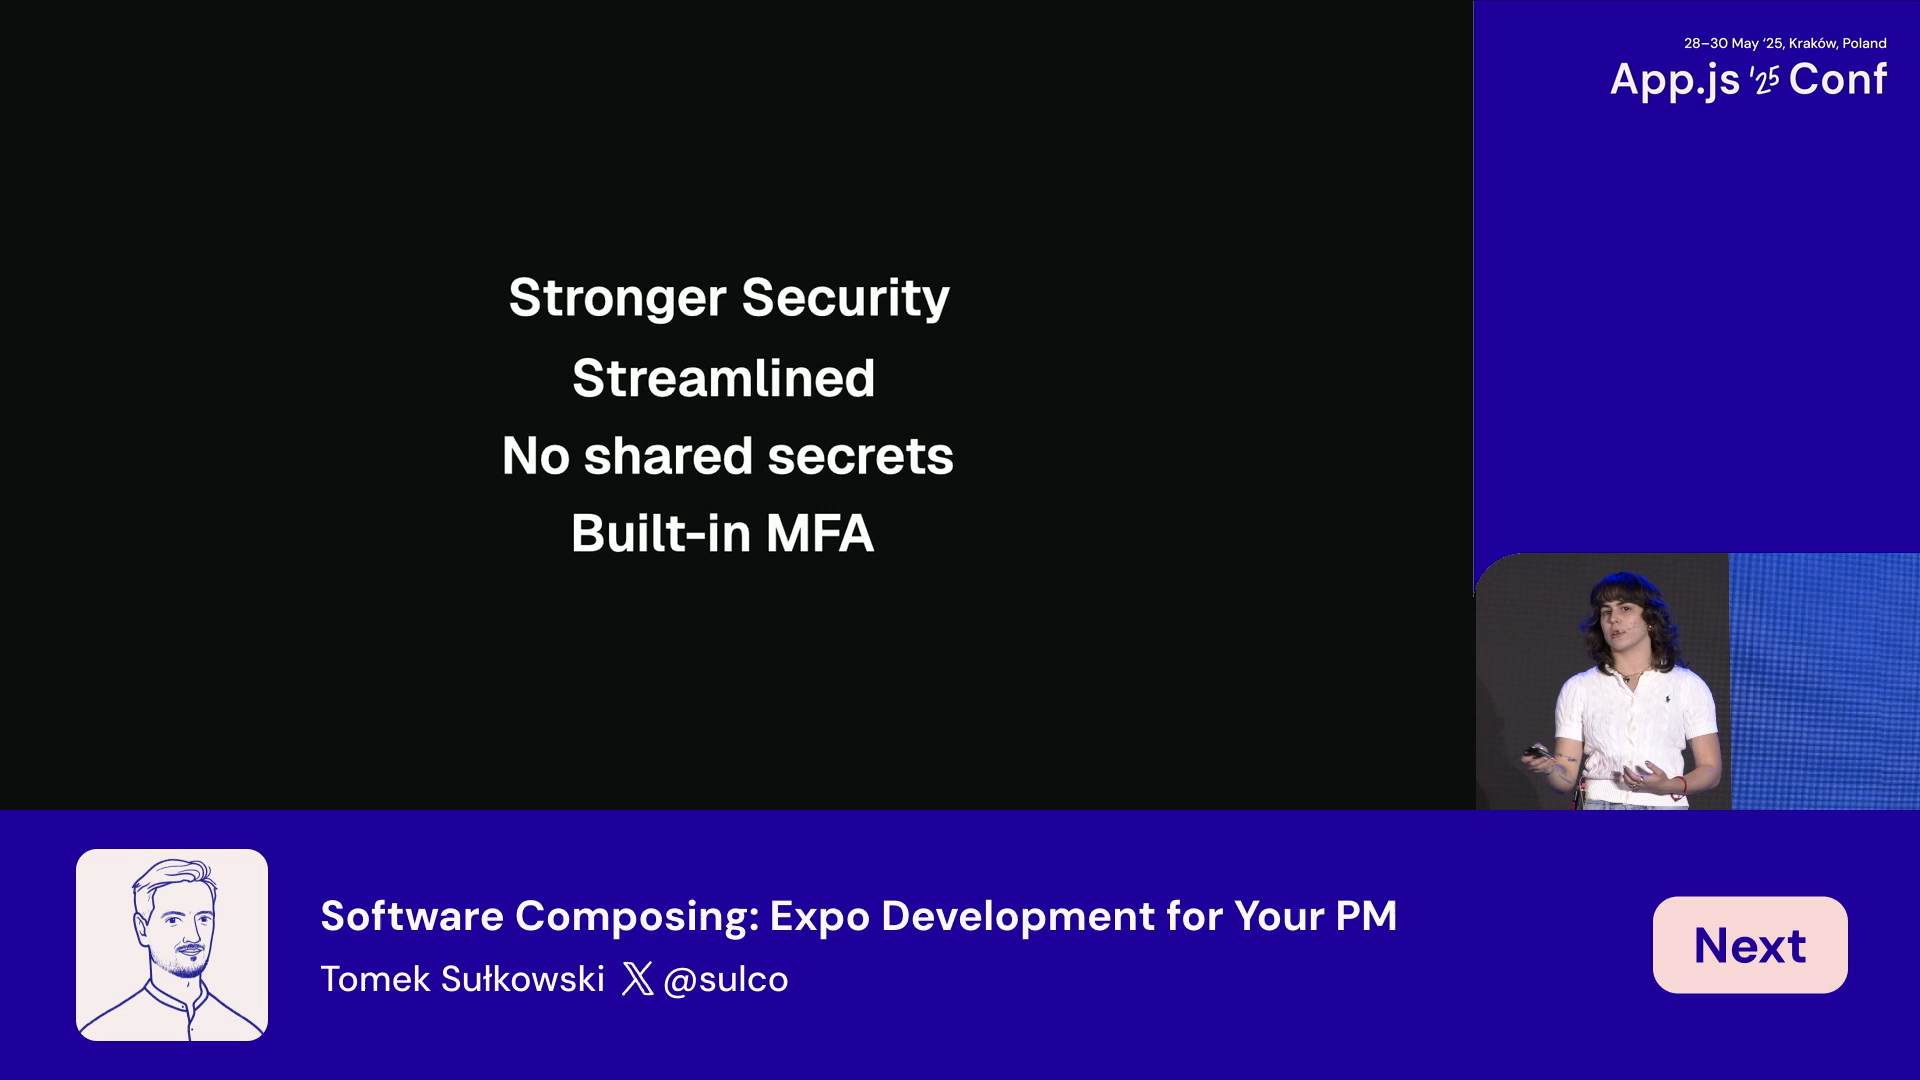 28–30 May '25, Kraków, Poland
App.js '25 Conf
Stronger Security
Streamlined
No shared secrets
Built-in MFA
Software Composing: Expo Development for Your PM
Tomek Sułkowski 𝕏 @sulco
Next